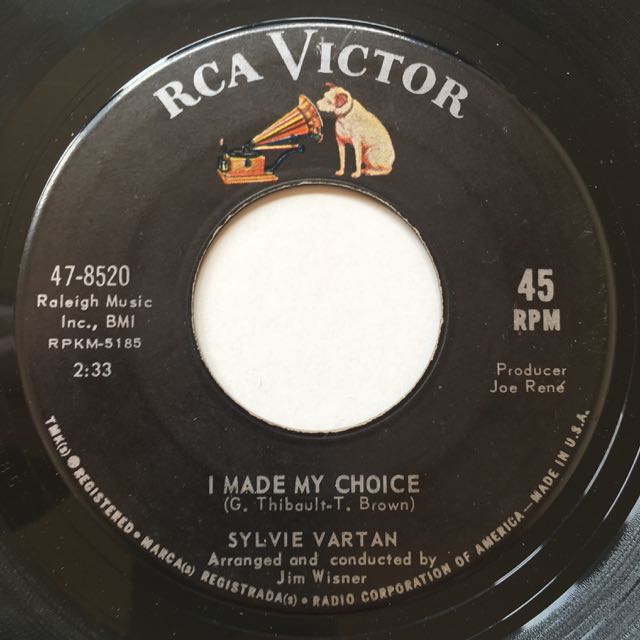 RCA VICTOR
47-8520
Raleigh Music
Inc., BMI
RPKM-5185
2:33
45
RPM
Producer
Joe René
I MADE MY CHOICE
(G. Thibault-T. Brown)
SYLVIE VARTAN
Arranged and conducted by
Jim Wisner
TMK(s) ® REGISTERED • MARCA(s) REGISTRADA(s) • RADIO CORPORATION OF AMERICA—MADE IN U.S.A.